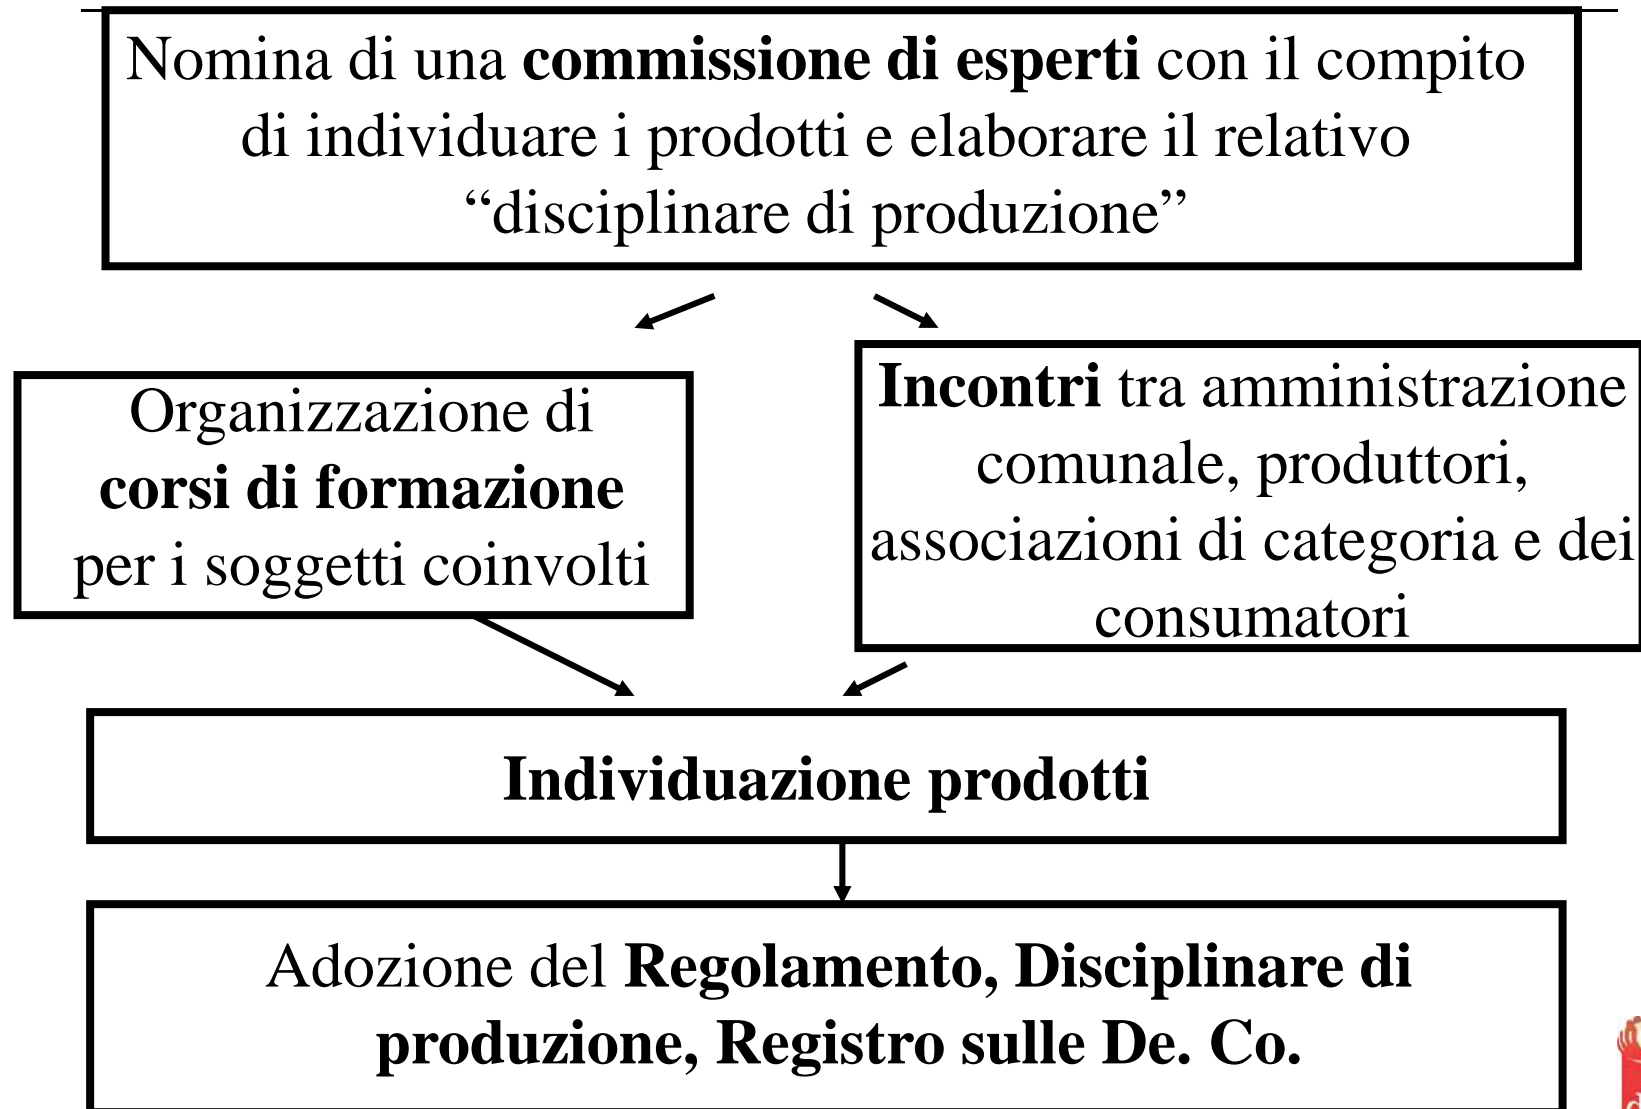 Nomina di una commissione di esperti con il compito
di individuare i prodotti e elaborare il relativo
“disciplinare di produzione”
Organizzazione di
corsi di formazione
per i soggetti coinvolti
Incontri tra amministrazione
comunale, produttori,
associazioni di categoria e dei
consumatori
Individuazione prodotti
Adozione del Regolamento, Disciplinare di
produzione, Registro sulle De. Co.